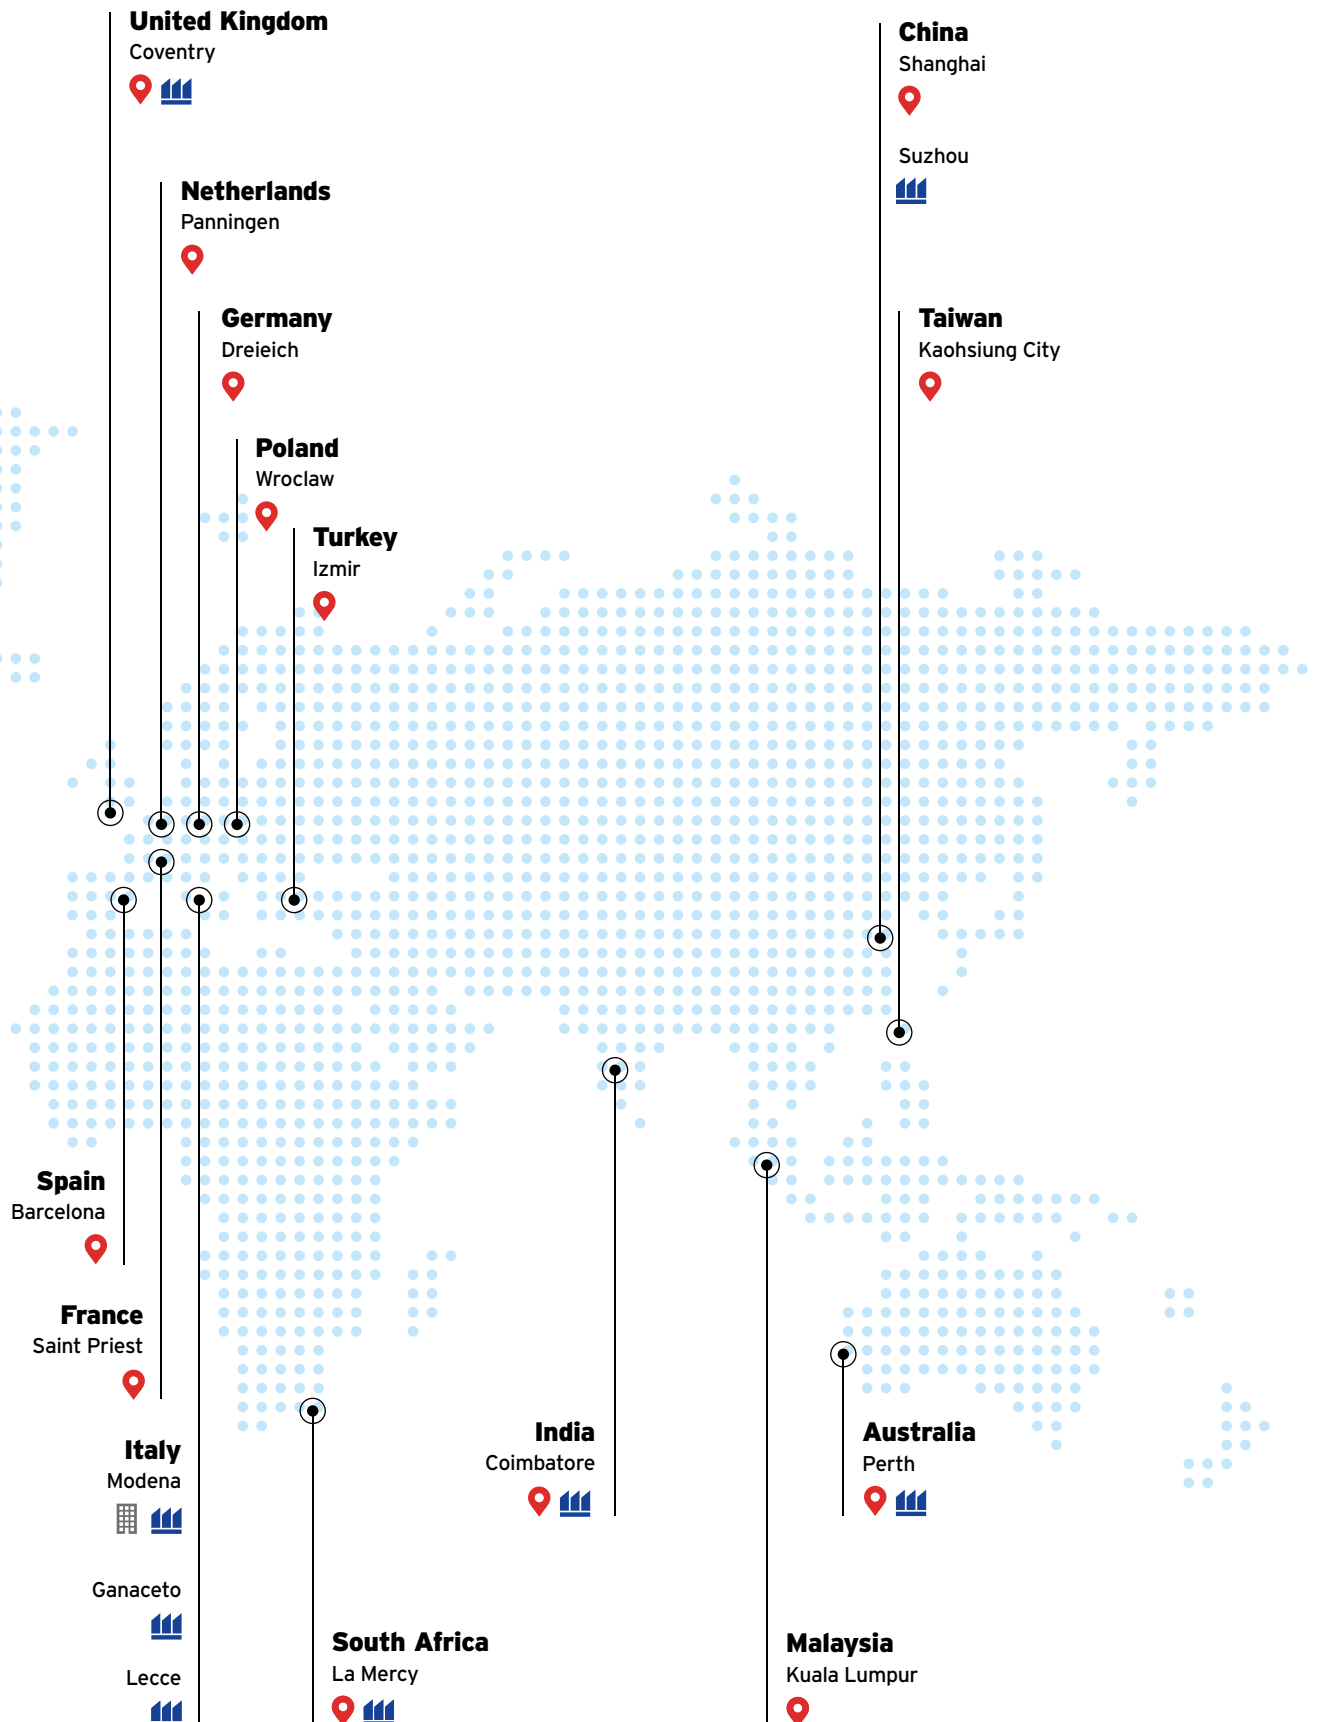 United Kingdom
Coventry
China
Shanghai
Suzhou
Netherlands
Panningen
Germany
Dreieich
Taiwan
Kaohsiung City
Poland
Wroclaw
Turkey
Izmir
Spain
Barcelona
France
Saint Priest
Italy
Modena
Ganaceto
Lecce
India
Coimbatore
Australia
Perth
South Africa
La Mercy
Malaysia
Kuala Lumpur